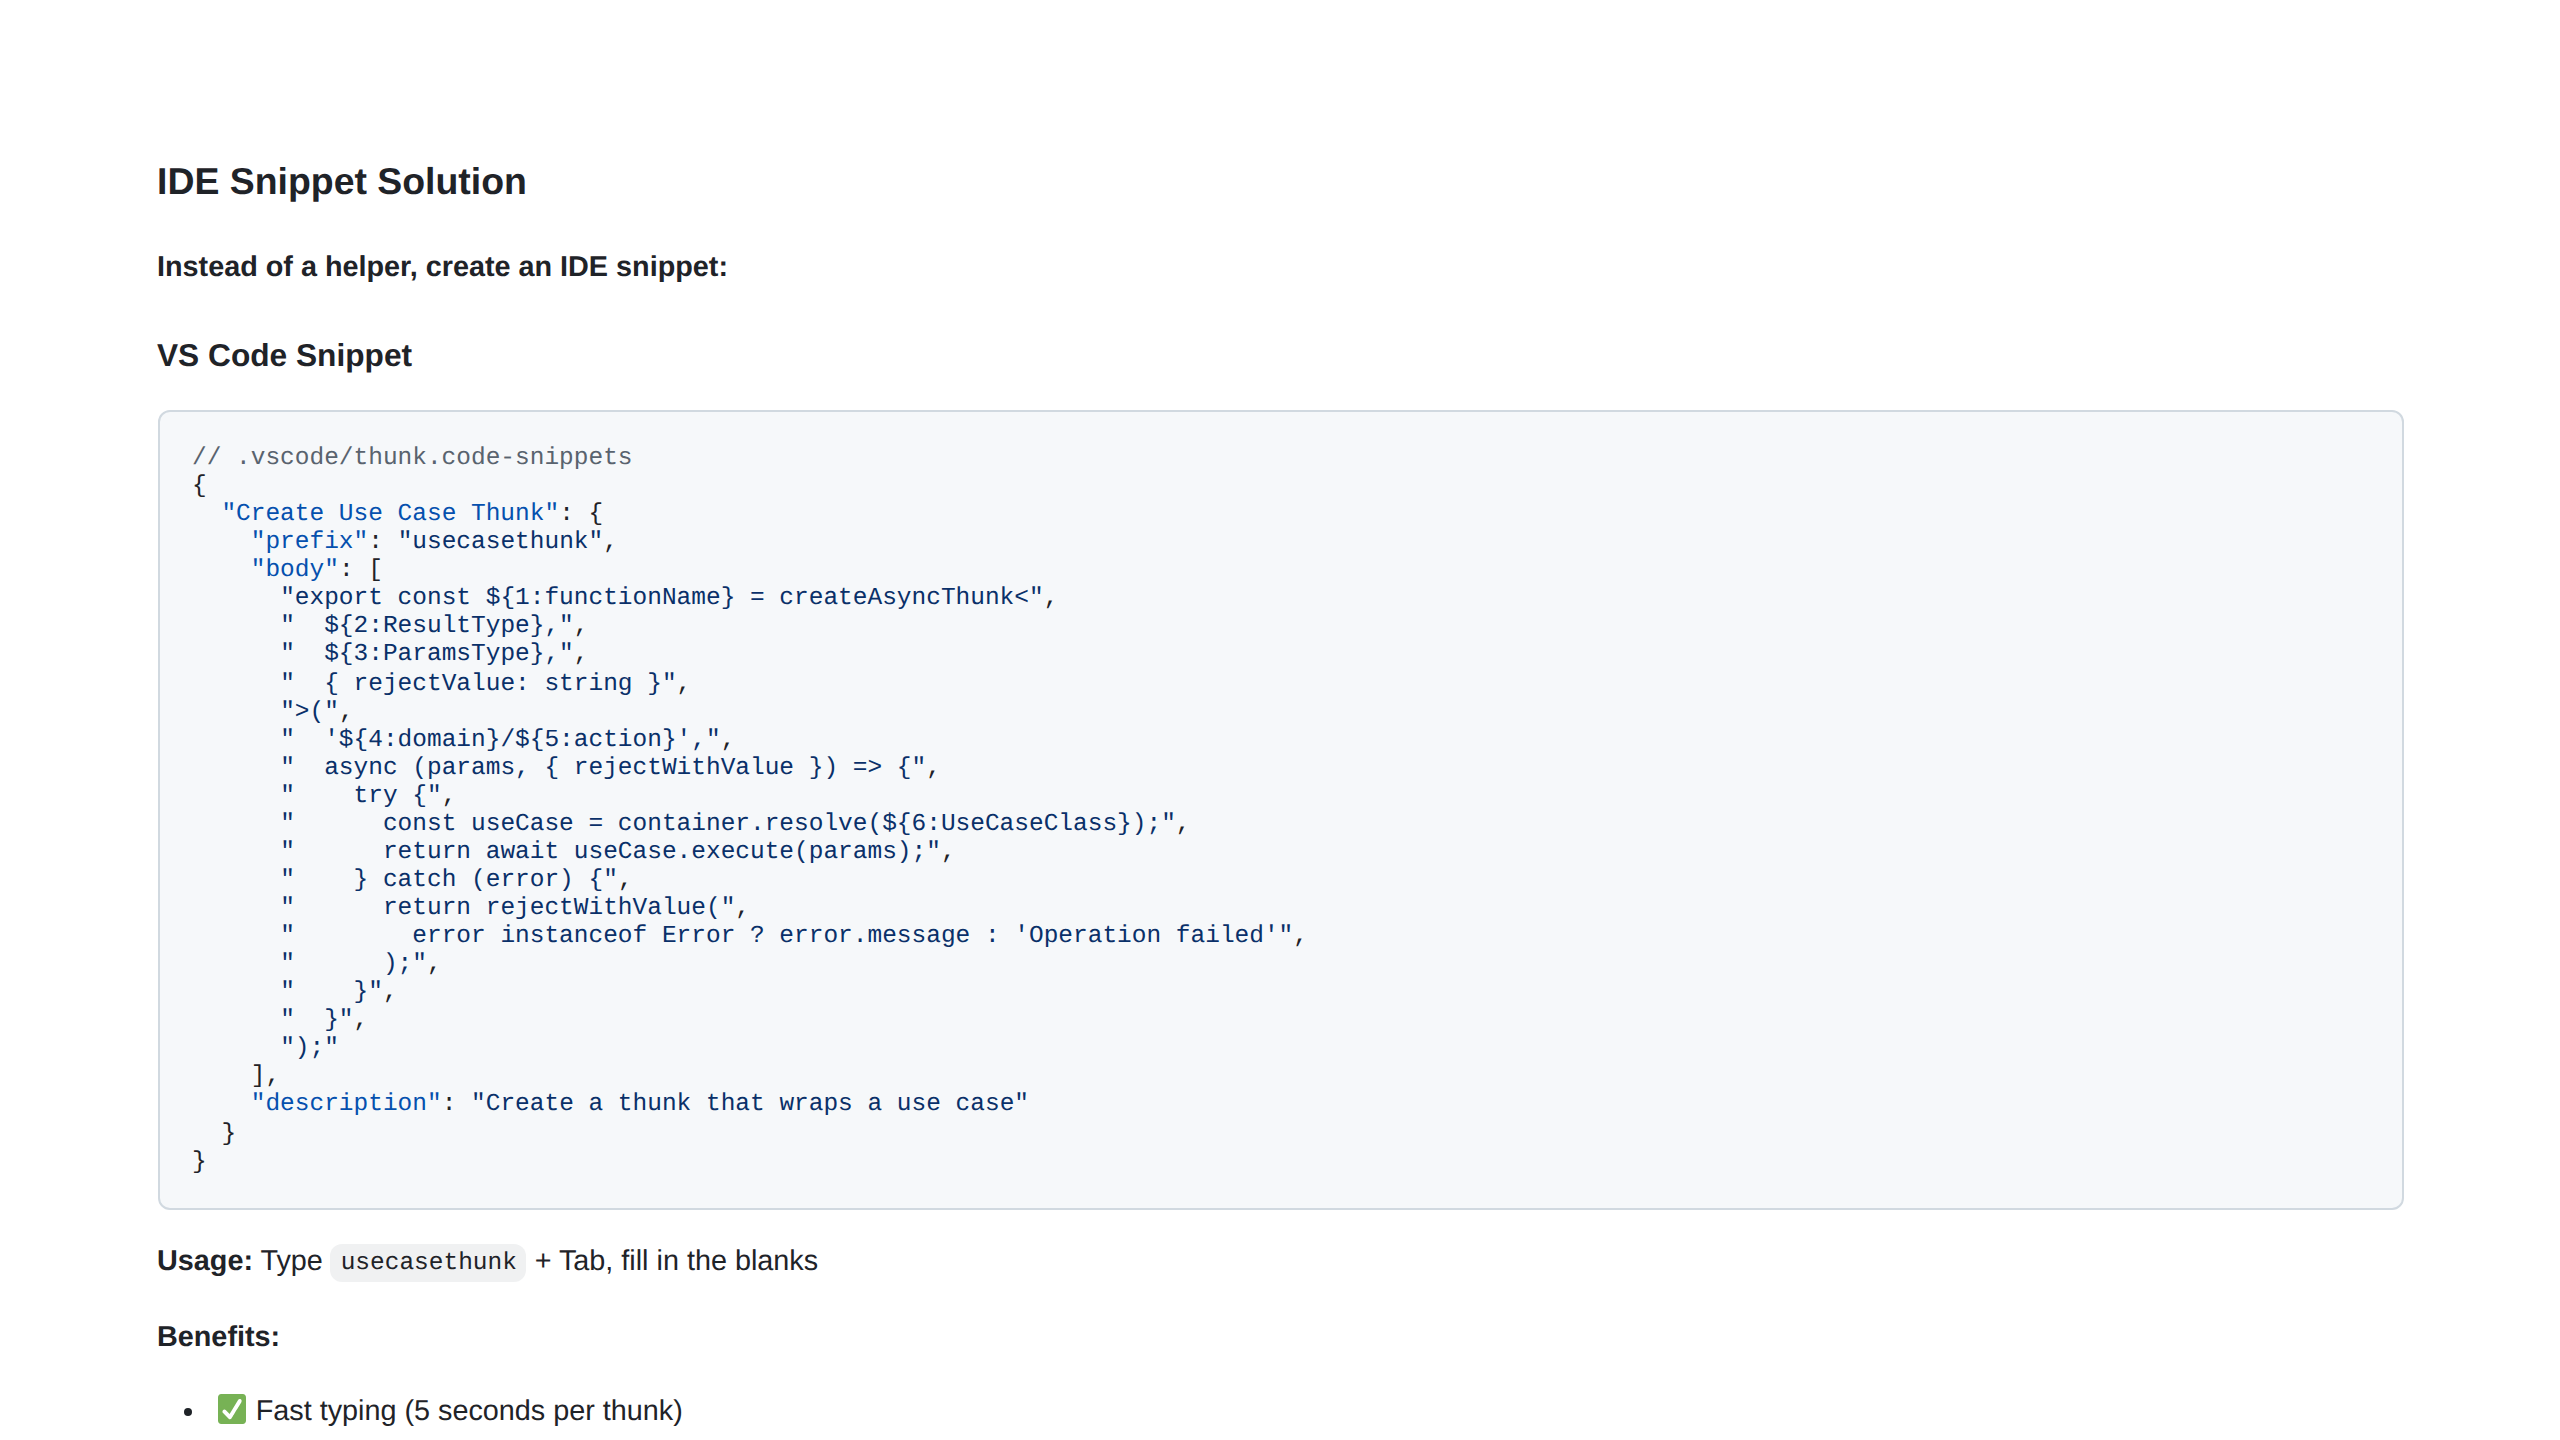 IDE Snippet Solution
Instead of a helper, create an IDE snippet:
VS Code Snippet
// .vscode/thunk.code-snippets
{
  "Create Use Case Thunk": {
    "prefix": "usecasethunk",
    "body": [
      "export const ${1:functionName} = createAsyncThunk<",
      "  ${2:ResultType},",
      "  ${3:ParamsType},",
      "  { rejectValue: string }",
      ">(",
      "  '${4:domain}/${5:action}',",
      "  async (params, { rejectWithValue }) => {",
      "    try {",
      "      const useCase = container.resolve(${6:UseCaseClass});",
      "      return await useCase.execute(params);",
      "    } catch (error) {",
      "      return rejectWithValue(",
      "        error instanceof Error ? error.message : 'Operation failed'",
      "      );",
      "    }",
      "  }",
      ");"
    ],
    "description": "Create a thunk that wraps a use case"
  }
}
Usage: Type usecasethunk + Tab, fill in the blanks
Benefits:
• ✅ Fast typing (5 seconds per thunk)